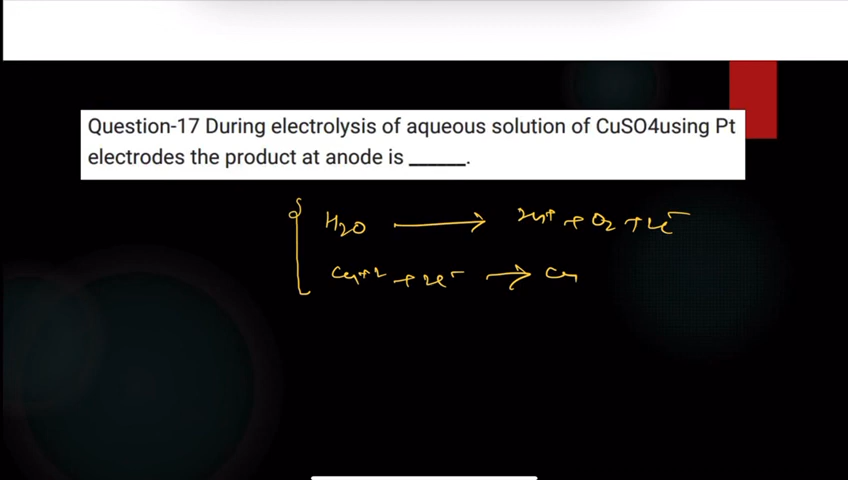 Question-17 During electrolysis of aqueous solution of CuSO4using Pt
electrodes the product at anode is ______.
H2O ⟶ 2H+ + O2 + 4e-
Cu+2 + 2e- → Cu